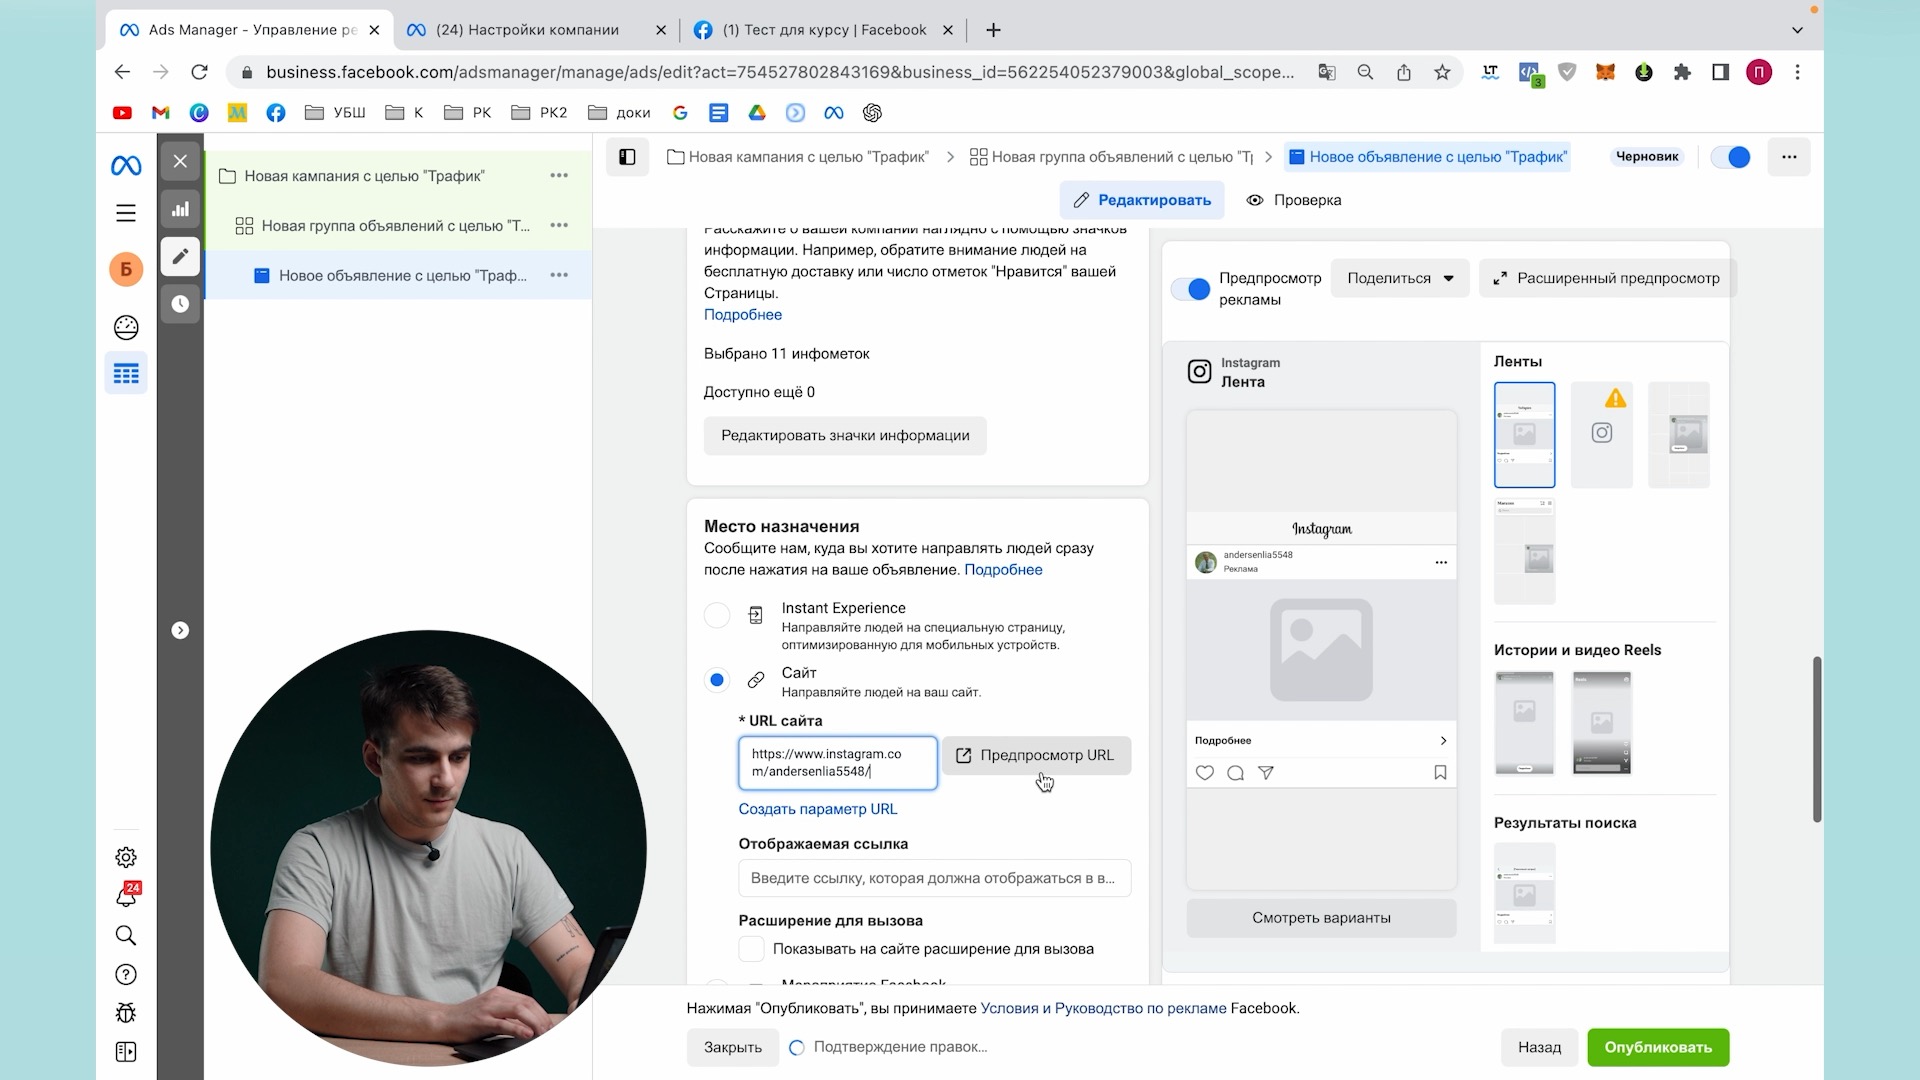 Ads Manager - Управление ре
(24) Настройки компании
(1) Тест для курсу | Facebook
business.facebook.com/adsmanager/manage/ads/edit?act=754527802843169&business_id=562254052379003&global_scope...
УБШ
К
РК
РК2
доки
Новая кампания с целью "Трафик"
Новая группа объявлений с целью "Т...
Новое объявление с целью "Траф...
Б
24
Новая кампания с целью "Трафик"
Новая группа объявлений с целью "Т
Новое объявление с целью "Трафик"
Черновик
Редактировать
Проверка
Расскажите о вашей компании наглядно с помощью значков
информации. Например, обратите внимание людей на
бесплатную доставку или число отметок "Нравится" вашей
Страницы.
Подробнее
Выбрано 11 инфометок
Доступно ещё 0
Редактировать значки информации
Место назначения
Сообщите нам, куда вы хотите направлять людей сразу
после нажатия на ваше объявление. Подробнее
Instant Experience
Направляйте людей на специальную страницу,
оптимизированную для мобильных устройств.
Сайт
Направляйте людей на ваш сайт.
* URL сайта
https://www.instagram.co
m/andersenlia5548/
Предпросмотр URL
Создать параметр URL
Отображаемая ссылка
Введите ссылку, которая должна отображаться в в...
Расширение для вызова
Показывать на сайте расширение для вызова
Мероприятие Facebook
Предпросмотр
рекламы
Поделиться
Расширенный предпросмотр
Instagram
Лента
Instagram
andersenlia5548
Реклама
Подробнее
Смотреть варианты
Ленты
Истории и видео Reels
Результаты поиска
Нажимая "Опубликовать", вы принимаете Условия и Руководство по рекламе Facebook.
Закрыть
Подтверждение правок...
Назад
Опубликовать